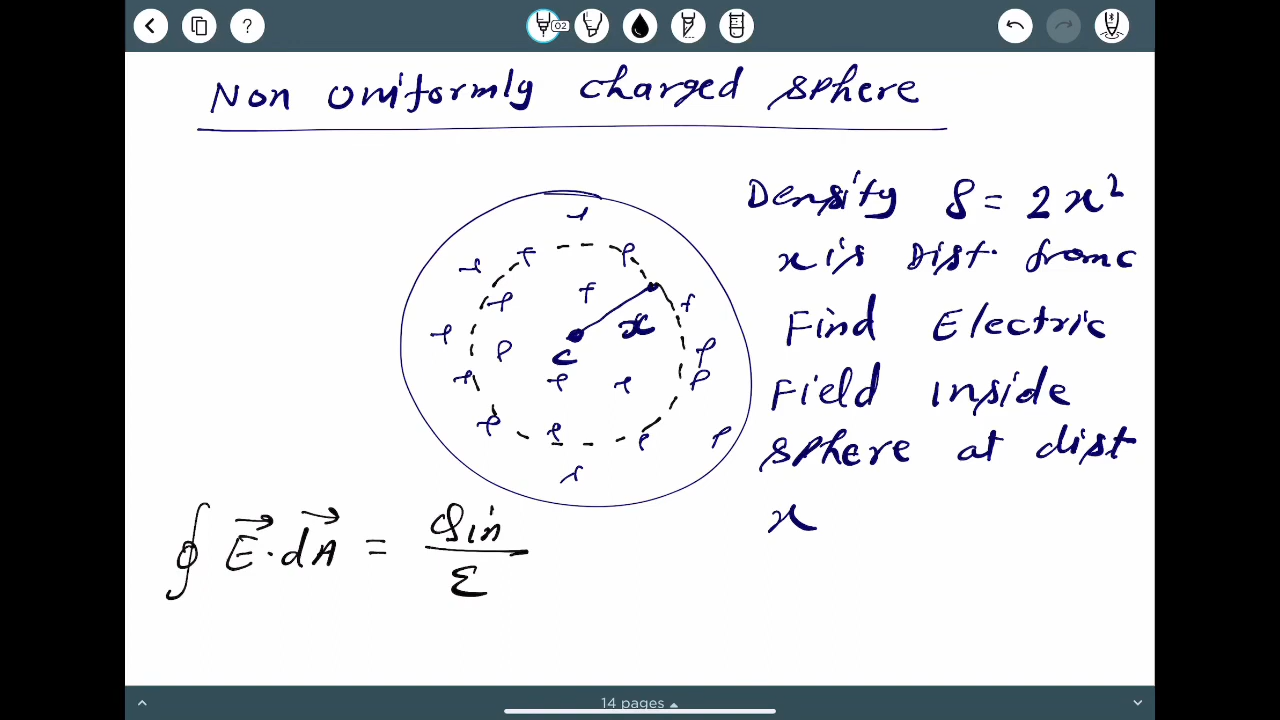 O2
Non Uniformly charged sphere
Density ρ = 2x²
x is Dist. from C
Find Electric
Field Inside
sphere at dist
x
x
C
∮ E⃗ · dA⃗ = Qin / ε
14 pages